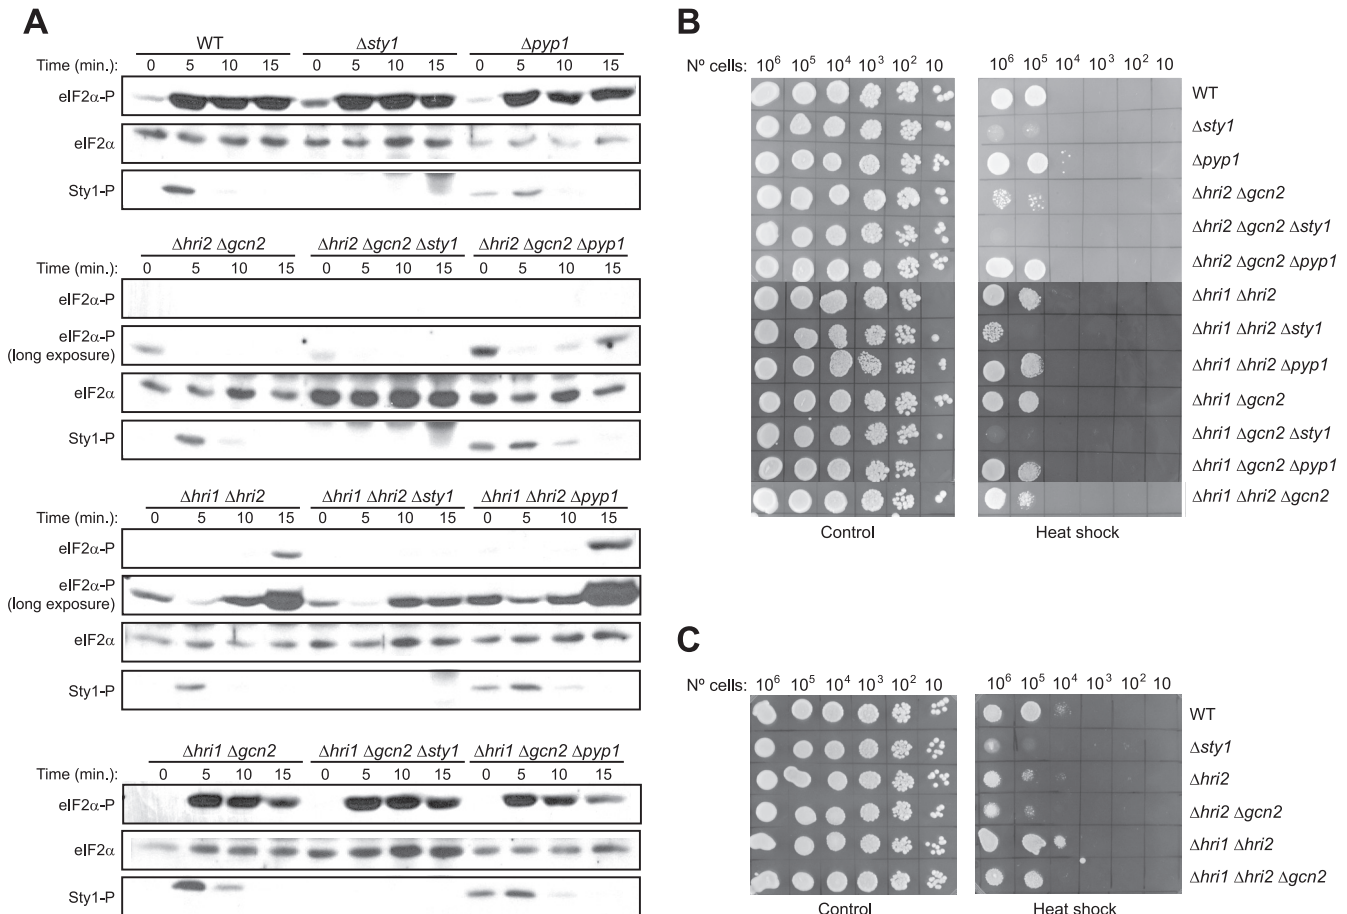 A
WT Δsty1 Δpyp1
Time (min.): 0 5 10 15 0 5 10 15 0 5 10 15
eIF2α-P
eIF2α
Sty1-P
Δhri2 Δgcn2 Δhri2 Δgcn2 Δsty1 Δhri2 Δgcn2 Δpyp1
Time (min.): 0 5 10 15 0 5 10 15 0 5 10 15
eIF2α-P
eIF2α-P
(long exposure)
eIF2α
Sty1-P
Δhri1 Δhri2 Δhri1 Δhri2 Δsty1 Δhri1 Δhri2 Δpyp1
Time (min.): 0 5 10 15 0 5 10 15 0 5 10 15
eIF2α-P
eIF2α-P
(long exposure)
eIF2α
Sty1-P
Δhri1 Δgcn2 Δhri1 Δgcn2 Δsty1 Δhri1 Δgcn2 Δpyp1
Time (min.): 0 5 10 15 0 5 10 15 0 5 10 15
eIF2α-P
eIF2α
Sty1-P
B
Nº cells: 10⁶ 10⁵ 10⁴ 10³ 10² 10 10⁶ 10⁵ 10⁴ 10³ 10² 10
WT
Δsty1
Δpyp1
Δhri2 Δgcn2
Δhri2 Δgcn2 Δsty1
Δhri2 Δgcn2 Δpyp1
Δhri1 Δhri2
Δhri1 Δhri2 Δsty1
Δhri1 Δhri2 Δpyp1
Δhri1 Δgcn2
Δhri1 Δgcn2 Δsty1
Δhri1 Δgcn2 Δpyp1
Δhri1 Δhri2 Δgcn2
Control Heat shock
C
Nº cells: 10⁶ 10⁵ 10⁴ 10³ 10² 10 10⁶ 10⁵ 10⁴ 10³ 10² 10
WT
Δsty1
Δhri2
Δhri2 Δgcn2
Δhri1 Δhri2
Δhri1 Δhri2 Δgcn2
Control Heat shock